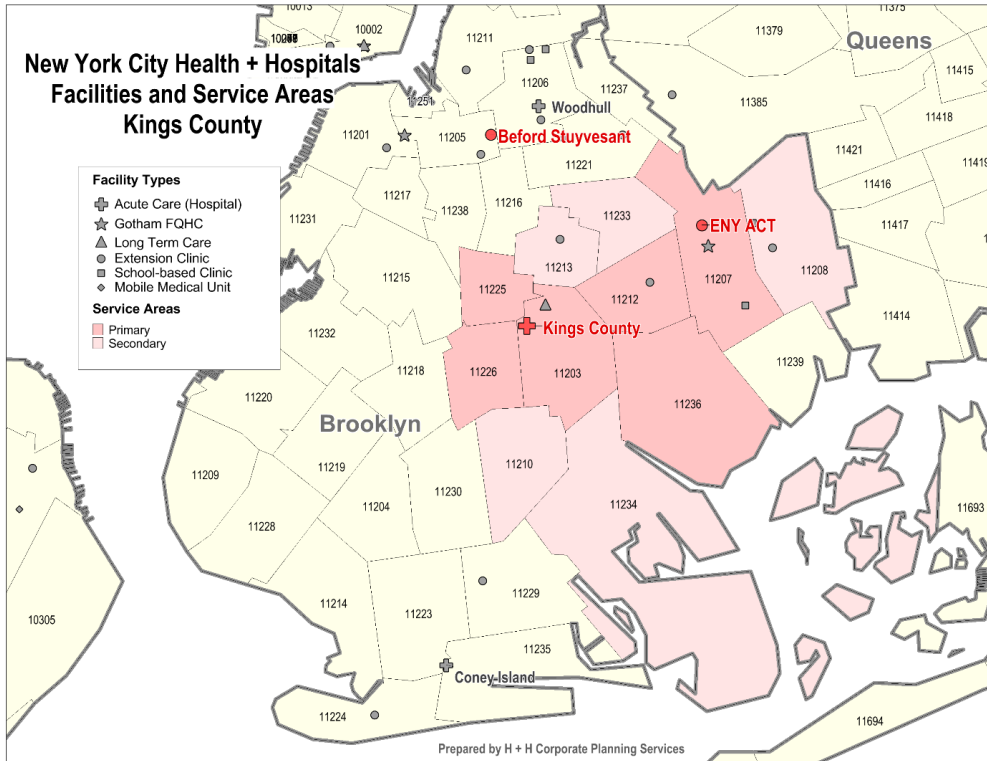 10013
10002
11211
11379
11375
Queens
New York City Health + Hospitals
Facilities and Service Areas
Kings County
11415
11206
11237
11385
11251
Woodhull
11418
11201
11205
Beford Stuyvesant
11421
11419
11221
Facility Types
Acute Care (Hospital)
Gotham FQHC
Long Term Care
Extension Clinic
School-based Clinic
Mobile Medical Unit
Service Areas
Primary
Secondary
11416
11217
11216
11238
11233
11231
ENY ACT
11417
11213
11208
11215
11207
11225
11212
11414
Kings County
11232
11239
11218
11226
11203
11220
11236
Brooklyn
11210
11219
11209
11230
11204
11234
11693
11228
11229
11214
11223
10305
11235
Coney Island
11224
11694
Prepared by H + H Corporate Planning Services